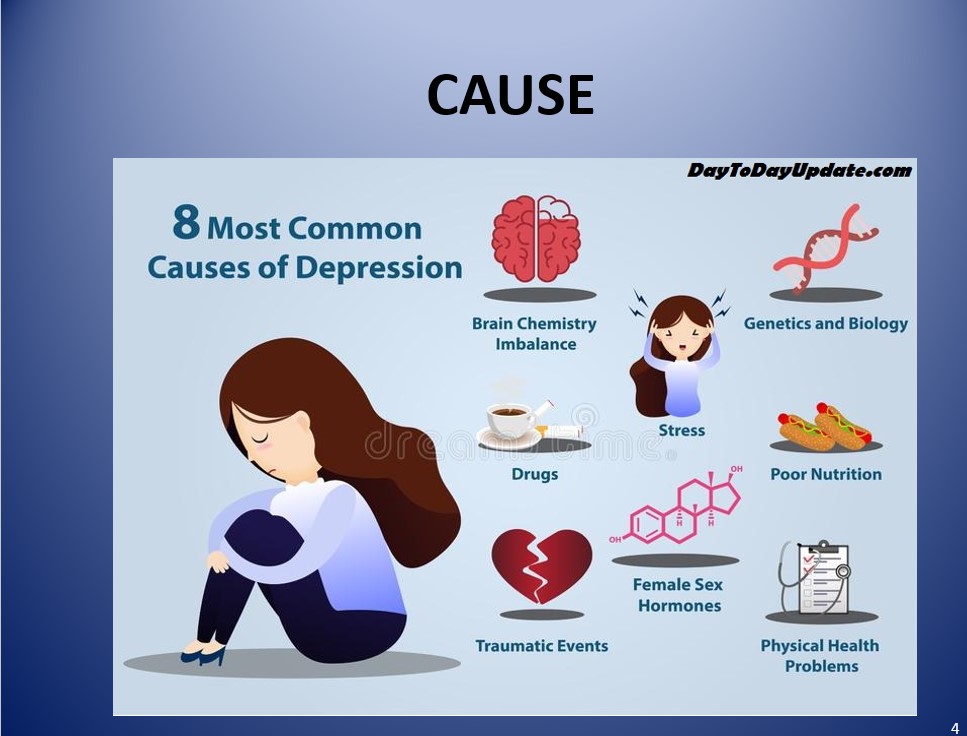 CAUSE
DayToDayUpdate.com
8 Most Common
Causes of Depression
Brain Chemistry
Imbalance
Genetics and Biology
Stress
Drugs
Poor Nutrition
OH
H
H
OH
Female Sex
Hormones
Traumatic Events
Physical Health
Problems
dreamstime.
4